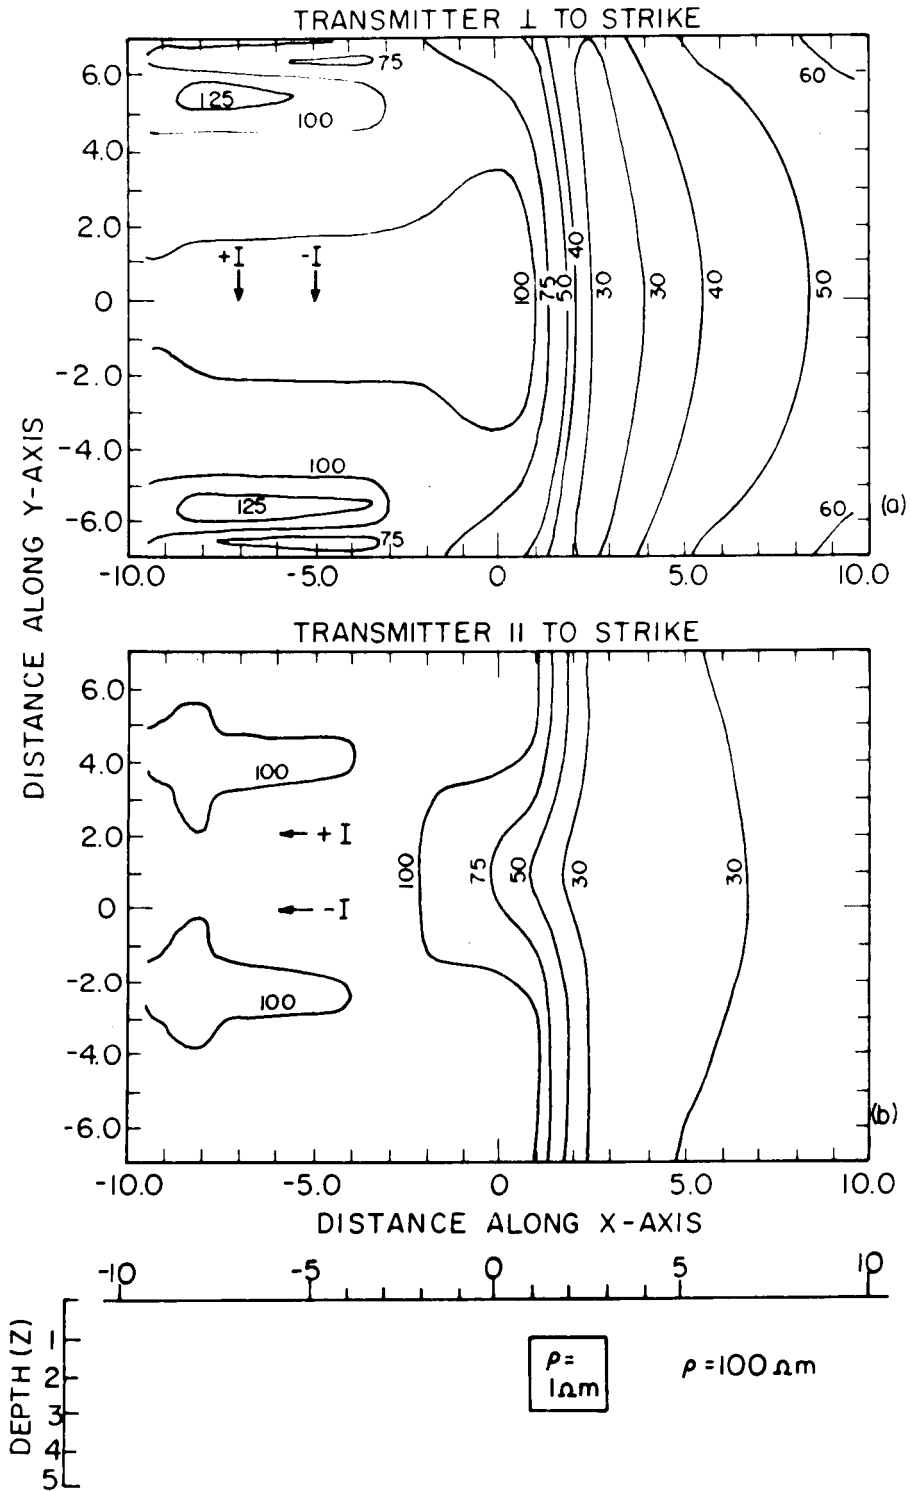 TRANSMITTER ⊥ TO STRIKE
6.0
4.0
2.0
0
-2.0
-4.0
-6.0
75
125
100
60
+I -I
100 75 50 40 30 30 40 50
100
125
75
60
(a)
-10.0 -5.0 0 5.0 10.0
DISTANCE ALONG Y-AXIS
TRANSMITTER II TO STRIKE
6.0
4.0
2.0
0
-2.0
-4.0
-6.0
100
+ I
-I
100
100 75 50 30 30
(b)
-10.0 -5.0 0 5.0 10.0
DISTANCE ALONG X-AXIS
-10 -5 0 5 10
DEPTH (Z)
1
2
3
4
5
ρ=
1Ωm
ρ=100 Ωm